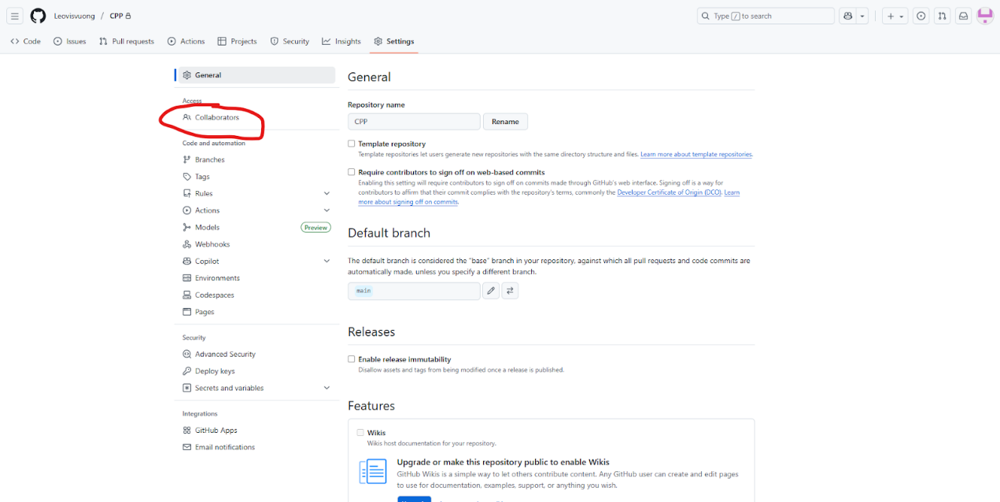 Leovisvuong / CPP
Type / to search
Code Issues Pull requests Actions Projects Security Insights Settings
General
Access
Collaborators
Code and automation
Branches
Tags
Rules
Actions
Models Preview
Webhooks
Copilot
Environments
Codespaces
Pages
Security
Advanced Security
Deploy keys
Secrets and variables
Integrations
GitHub Apps
Email notifications
General
Repository name
CPP Rename
Template repository
Template repositories let users generate new repositories with the same directory structure and files. Learn more about template repositories.
Require contributors to sign off on web-based commits
Enabling this setting will require contributors to sign off on commits made through GitHub's web interface. Signing off is a way for
contributors to affirm that their commit complies with the repository's terms, commonly the Developer Certificate of Origin (DCO). Learn
more about signing off on commits.
Default branch
The default branch is considered the "base" branch in your repository, against which all pull requests and code commits are
automatically made, unless you specify a different branch.
main
Releases
Enable release immutability
Disallow assets and tags from being modified once a release is published.
Features
Wikis
Wikis host documentation for your repository.
Upgrade or make this repository public to enable Wikis
GitHub Wikis is a simple way to let others contribute content. Any GitHub user can create and edit pages
to use for documentation, examples, support, or anything you wish.